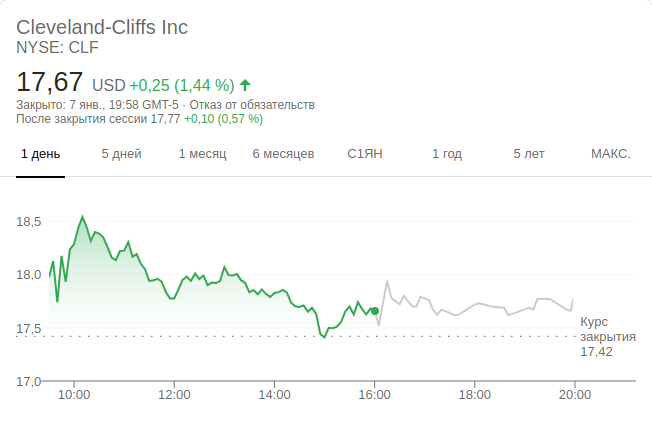 Cleveland-Cliffs Inc
NYSE: CLF
17,67 USD +0,25 (1,44 %)
Закрыто: 7 янв., 19:58 GMT-5 · Отказ от обязательств
После закрытия сессии 17,77 +0,10 (0,57 %)
1 день 5 дней 1 месяц 6 месяцев С1ЯН 1 год 5 лет МАКС.
18,5
18,0
17,5
Курс
закрытия
17,42
17,0
10:00 12:00 14:00 16:00 18:00 20:00